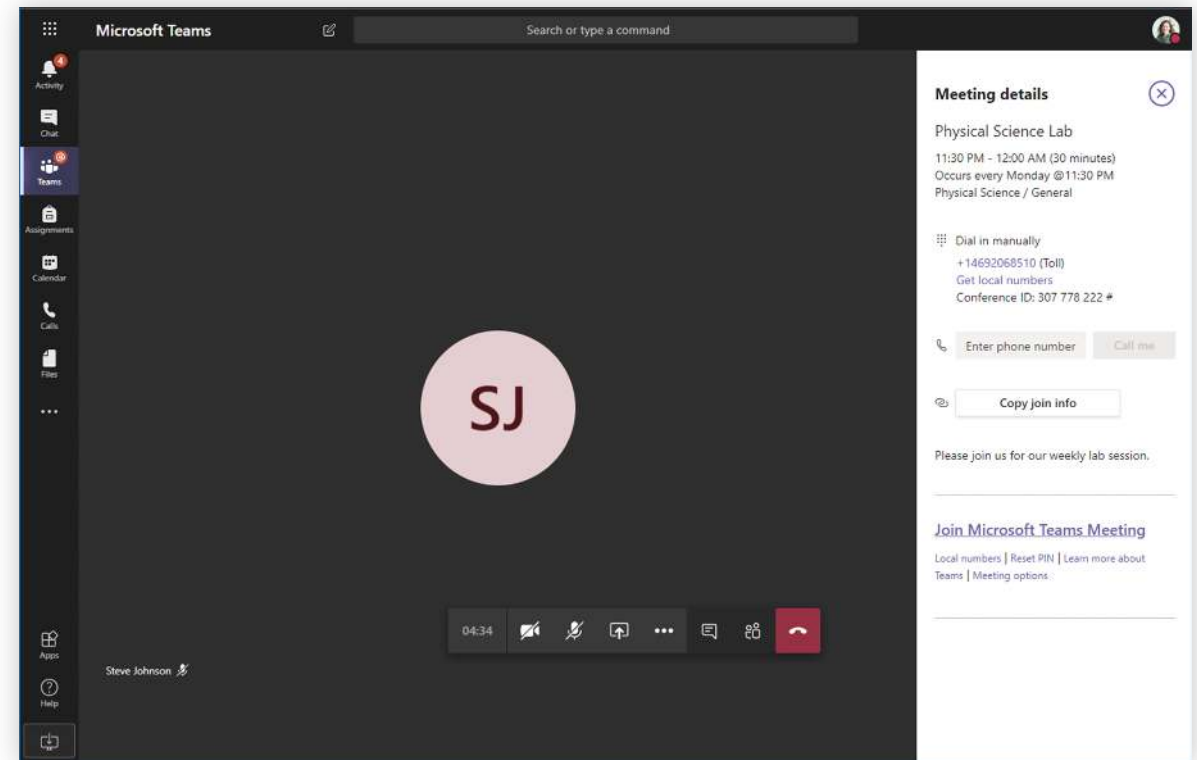 Microsoft Teams
Search or type a command
4
Activity
Chat
@
Teams
Assignments
Calendar
Calls
Files
Apps
Help
SJ
04:34
Steve Johnson
Meeting details
Physical Science Lab
11:30 PM - 12:00 AM (30 minutes)
Occurs every Monday @11:30 PM
Physical Science / General
Dial in manually
+14692068510 (Toll)
Get local numbers
Conference ID: 307 778 222 #
Enter phone number
Call me
Copy join info
Please join us for our weekly lab session.
Join Microsoft Teams Meeting
Local numbers | Reset PIN | Learn more about
Teams | Meeting options